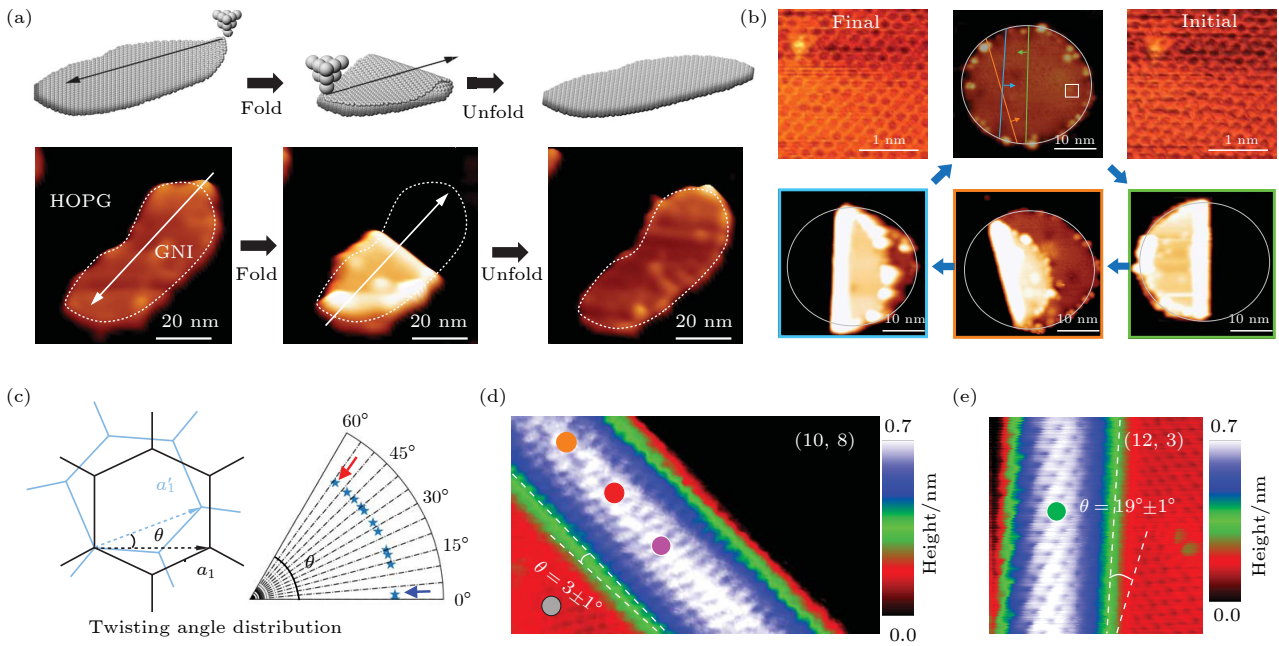 (a)
Fold
Unfold
HOPG
GNI
20 nm
Fold
20 nm
Unfold
20 nm
(b)
Final
1 nm
10 nm
Initial
1 nm
10 nm
10 nm
10 nm
(c)
a′₁
θ
a₁
60°
45°
30°
15°
0°
θ
Twisting angle distribution
(d)
(10, 8)
θ = 3±1°
0.7
Height/nm
0.0
(e)
(12, 3)
θ = 19°±1°
0.7
Height/nm
0.0